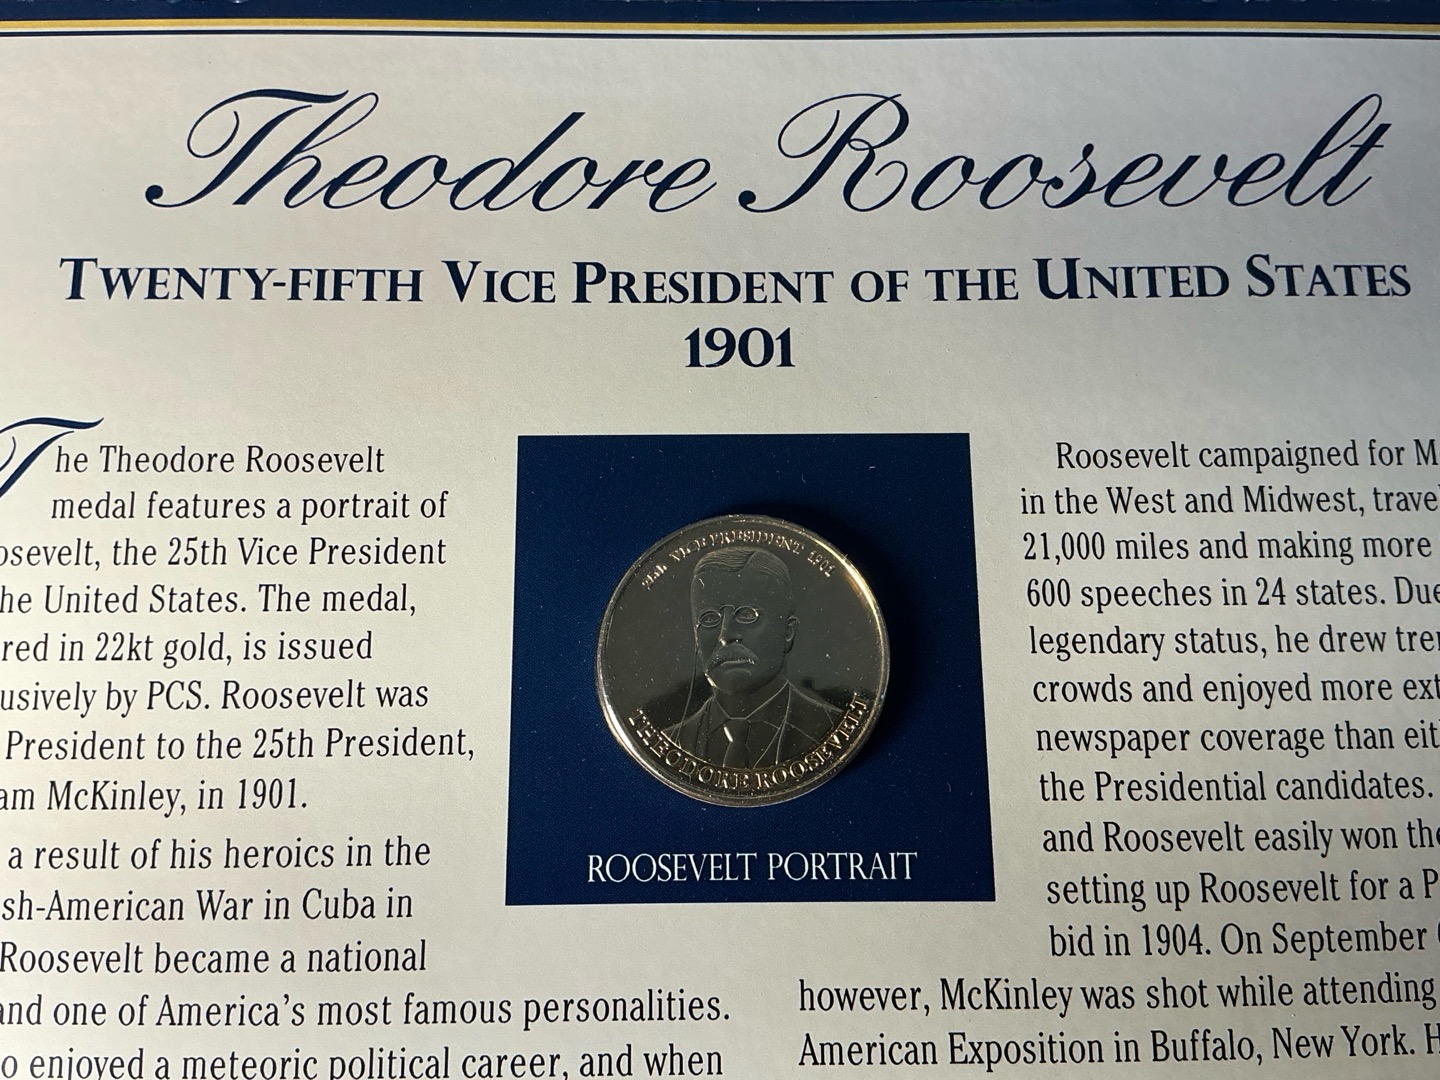 Theodore Roosevelt
TWENTY-FIFTH VICE PRESIDENT OF THE UNITED STATES
1901
The Theodore Roosevelt
medal features a portrait of
osevelt, the 25th Vice President
he United States. The medal,
red in 22kt gold, is issued
usively by PCS. Roosevelt was
President to the 25th President,
am McKinley, in 1901.
a result of his heroics in the
sh-American War in Cuba in
Roosevelt became a national
and one of America's most famous personalities.
o enjoyed a meteoric political career, and when
VICE PRESIDENT 1901
THEODORE ROOSEVELT
ROOSEVELT PORTRAIT
Roosevelt campaigned for M
in the West and Midwest, trave
21,000 miles and making more
600 speeches in 24 states. Due
legendary status, he drew tre
crowds and enjoyed more ext
newspaper coverage than eit
the Presidential candidates.
and Roosevelt easily won the
setting up Roosevelt for a P
bid in 1904. On September
however, McKinley was shot while attending
American Exposition in Buffalo, New York. H